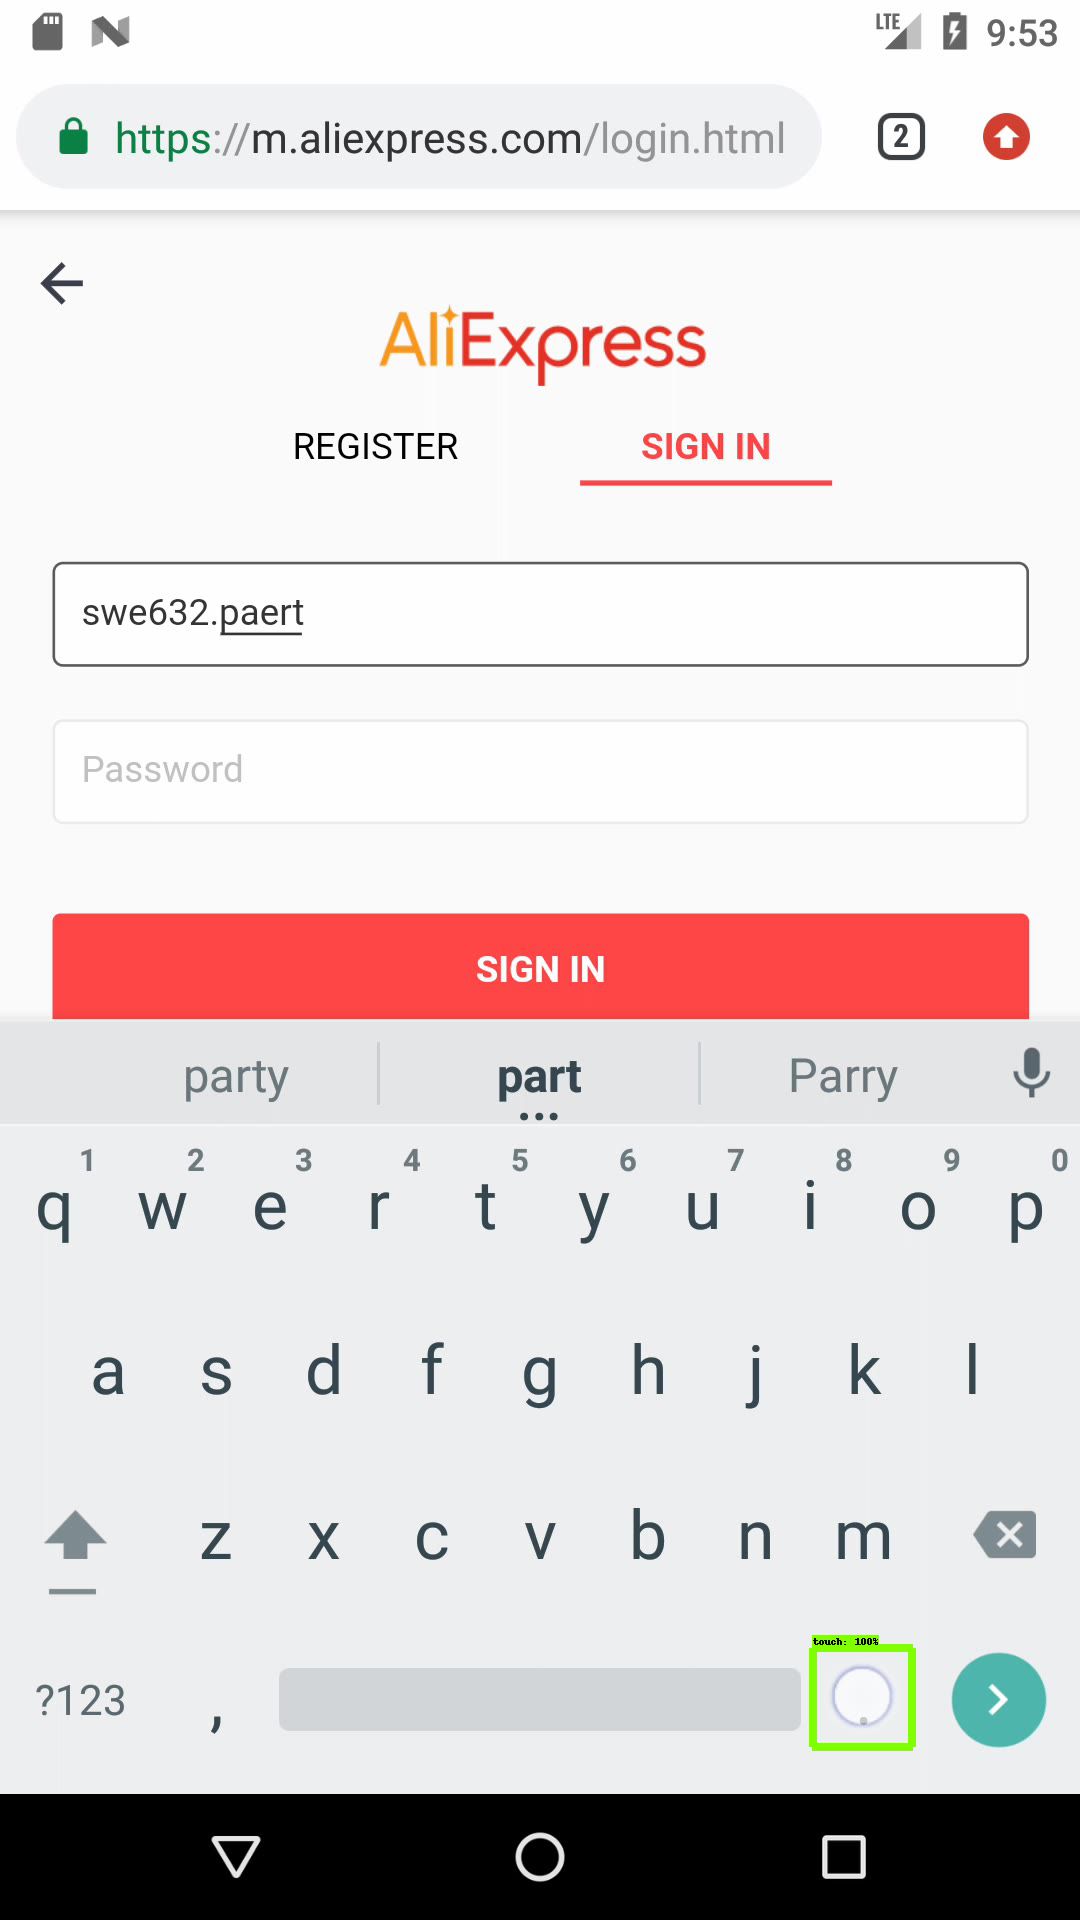 LTE 9:53
https://m.aliexpress.com/login.html 2
AliExpress
REGISTER SIGN IN
swe632.paert
Password
SIGN IN
party part Parry
1 2 3 4 5 6 7 8 9 0
q w e r t y u i o p
a s d f g h j k l
z x c v b n m
touch: 100%
?123 ,